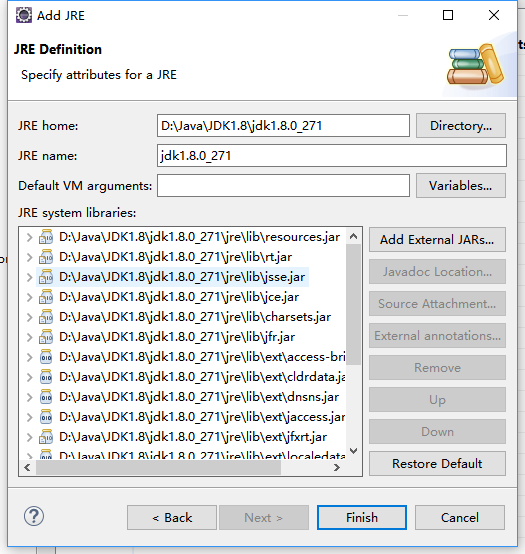 Add JRE
JRE Definition
Specify attributes for a JRE
JRE home:
D:\Java\JDK1.8\jdk1.8.0_271
Directory...
JRE name:
jdk1.8.0_271
Default VM arguments:
Variables...
JRE system libraries:
D:\Java\JDK1.8\jdk1.8.0_271\jre\lib\resources.jar
D:\Java\JDK1.8\jdk1.8.0_271\jre\lib\rt.jar
D:\Java\JDK1.8\jdk1.8.0_271\jre\lib\jsse.jar
D:\Java\JDK1.8\jdk1.8.0_271\jre\lib\jce.jar
D:\Java\JDK1.8\jdk1.8.0_271\jre\lib\charsets.jar
D:\Java\JDK1.8\jdk1.8.0_271\jre\lib\jfr.jar
D:\Java\JDK1.8\jdk1.8.0_271\jre\lib\ext\access-bri
D:\Java\JDK1.8\jdk1.8.0_271\jre\lib\ext\cldrdata.ja
D:\Java\JDK1.8\jdk1.8.0_271\jre\lib\ext\dnsns.jar
D:\Java\JDK1.8\jdk1.8.0_271\jre\lib\ext\jaccess.jar
D:\Java\JDK1.8\jdk1.8.0_271\jre\lib\ext\jfxrt.jar
D:\Java\JDK1.8\jdk1.8.0_271\jre\lib\ext\localedata
Add External JARs...
Javadoc Location...
Source Attachment...
External annotations...
Remove
Up
Down
Restore Default
?
< Back
Next >
Finish
Cancel